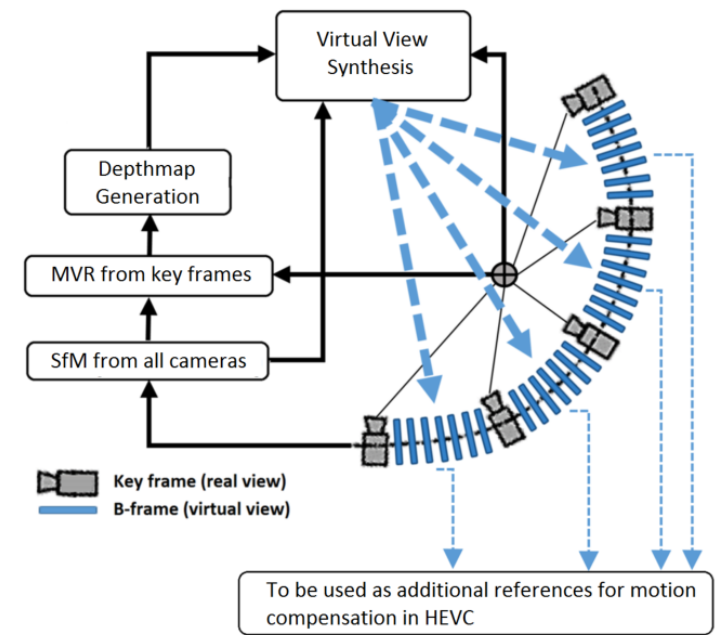 Virtual View
Synthesis
Depthmap
Generation
MVR from key frames
SfM from all cameras
Key frame (real view)
B-frame (virtual view)
To be used as additional references for motion
compensation in HEVC